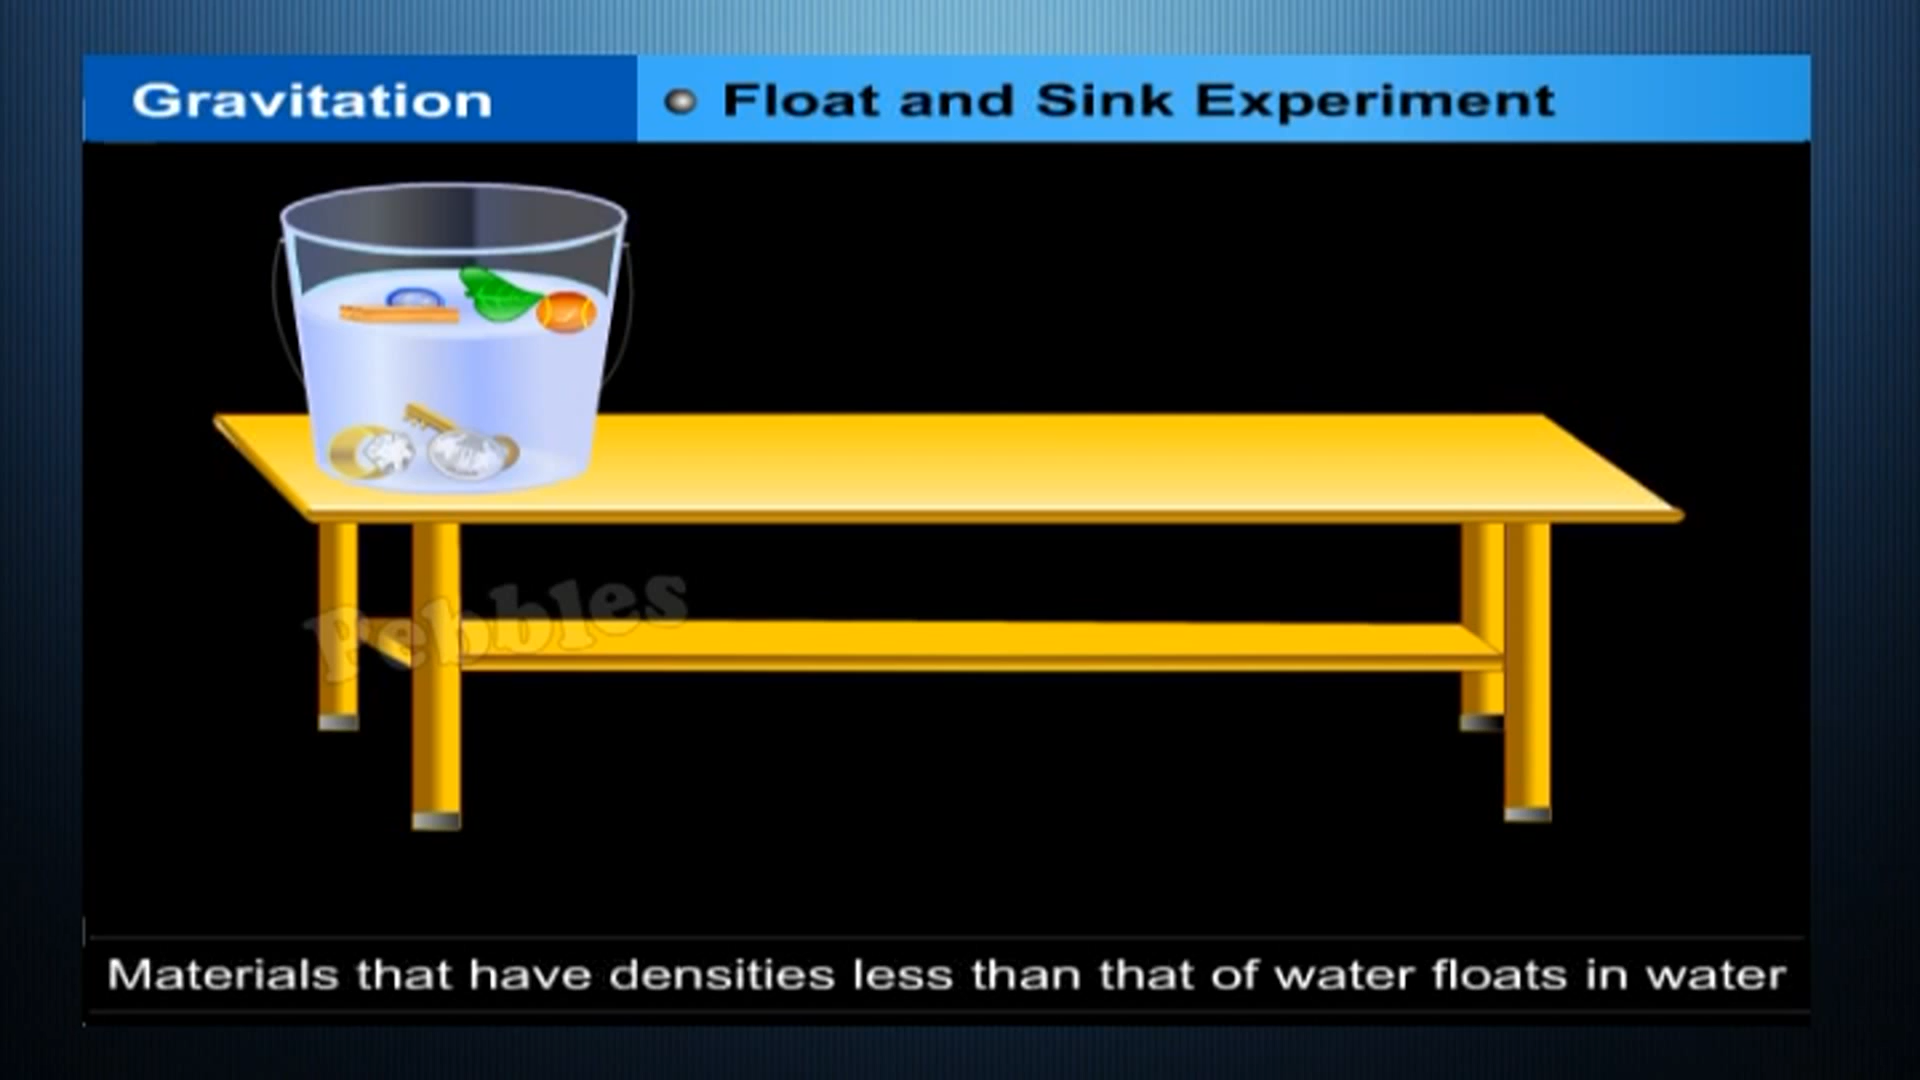 Gravitation
Float and Sink Experiment
Pebbles
Materials that have densities less than that of water floats in water